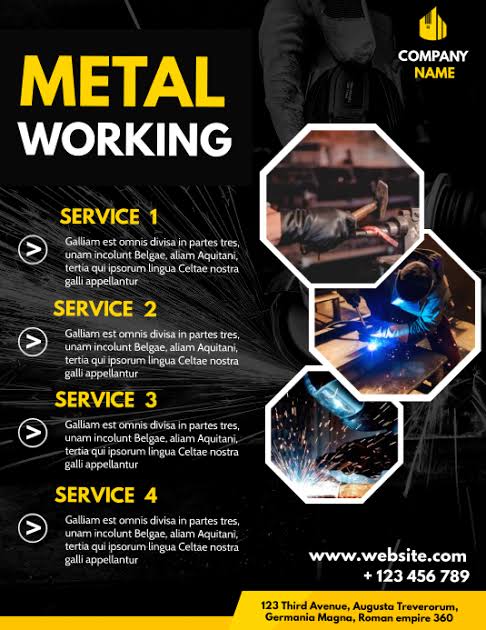 COMPANY
NAME
METAL
WORKING
SERVICE 1
Galliam est omnis divisa in partes tres,
unam incolunt Belgae, aliam Aquitani,
tertia qui ipsorum lingua Celtae nostra
galli appellantur
SERVICE 2
Galliam est omnis divisa in partes tres,
unam incolunt Belgae, aliam Aquitani,
tertia qui ipsorum lingua Celtae nostra
galli appellantur
SERVICE 3
Galliam est omnis divisa in partes tres,
unam incolunt Belgae, aliam Aquitani,
tertia qui ipsorum lingua Celtae nostra
galli appellantur
SERVICE 4
Galliam est omnis divisa in partes tres,
unam incolunt Belgae, aliam Aquitani,
tertia qui ipsorum lingua Celtae nostra
galli appellantur
www.website.com
+ 123 456 789
123 Third Avenue, Augusta Treverorum,
Germania Magna, Roman empire 360